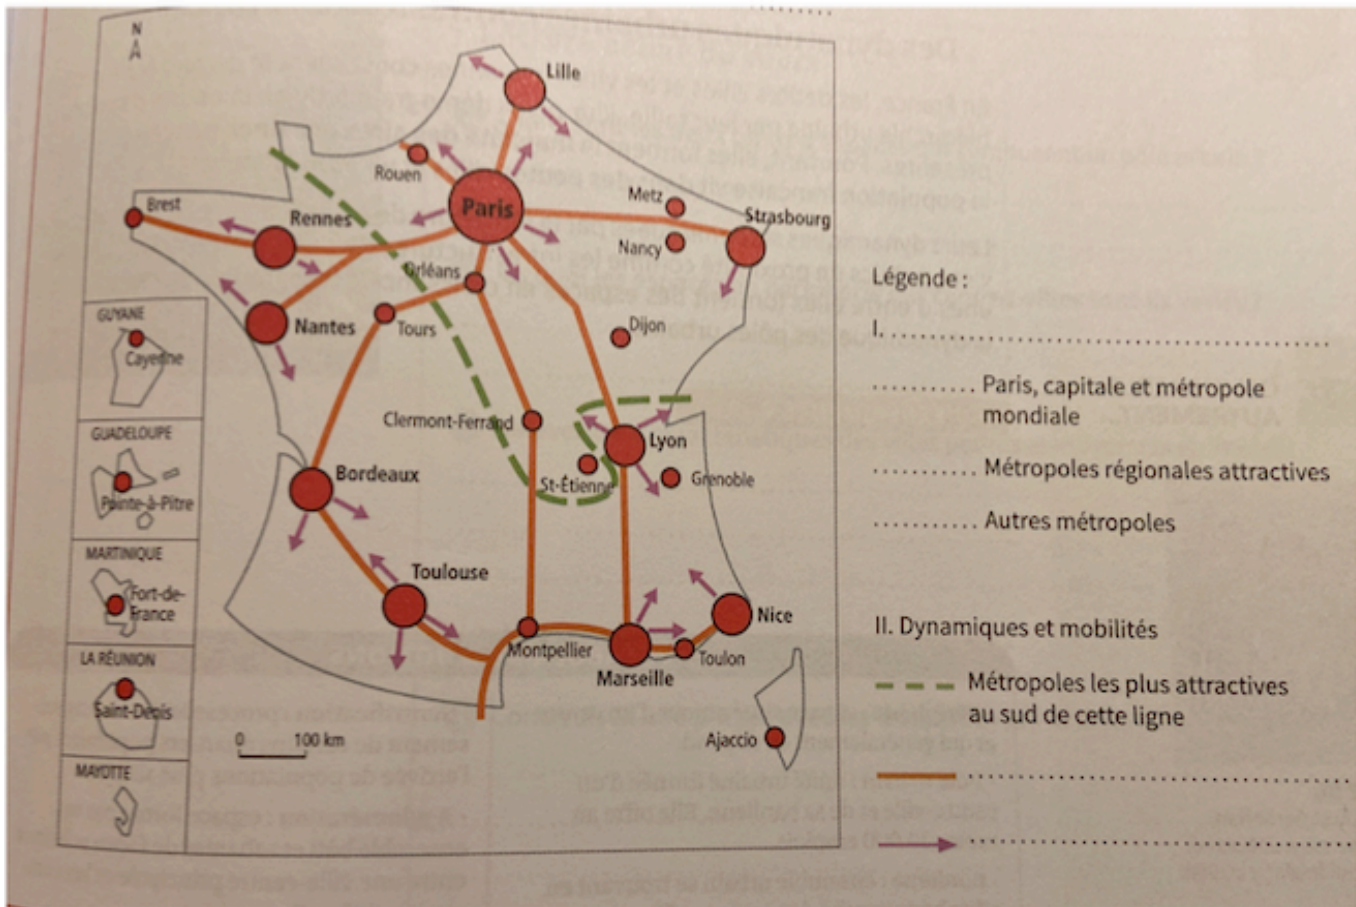 N
Lille
Rouen
Paris
Metz
Strasbourg
Nancy
Brest
Rennes
Orléans
Nantes
Tours
Dijon
GUYANE
Cayenne
Clermont-Ferrand
Lyon
St-Étienne
Grenoble
GUADELOUPE
Pointe-à-Pitre
Bordeaux
MARTINIQUE
Fort-de-
France
Toulouse
Nice
Montpellier
Toulon
Marseille
LA RÉUNION
Saint-Denis
Ajaccio
0 100 km
MAYOTTE
Légende :
I. ........................................
........... Paris, capitale et métropole
mondiale
........... Métropoles régionales attractives
........... Autres métropoles
II. Dynamiques et mobilités
Métropoles les plus attractives
au sud de cette ligne